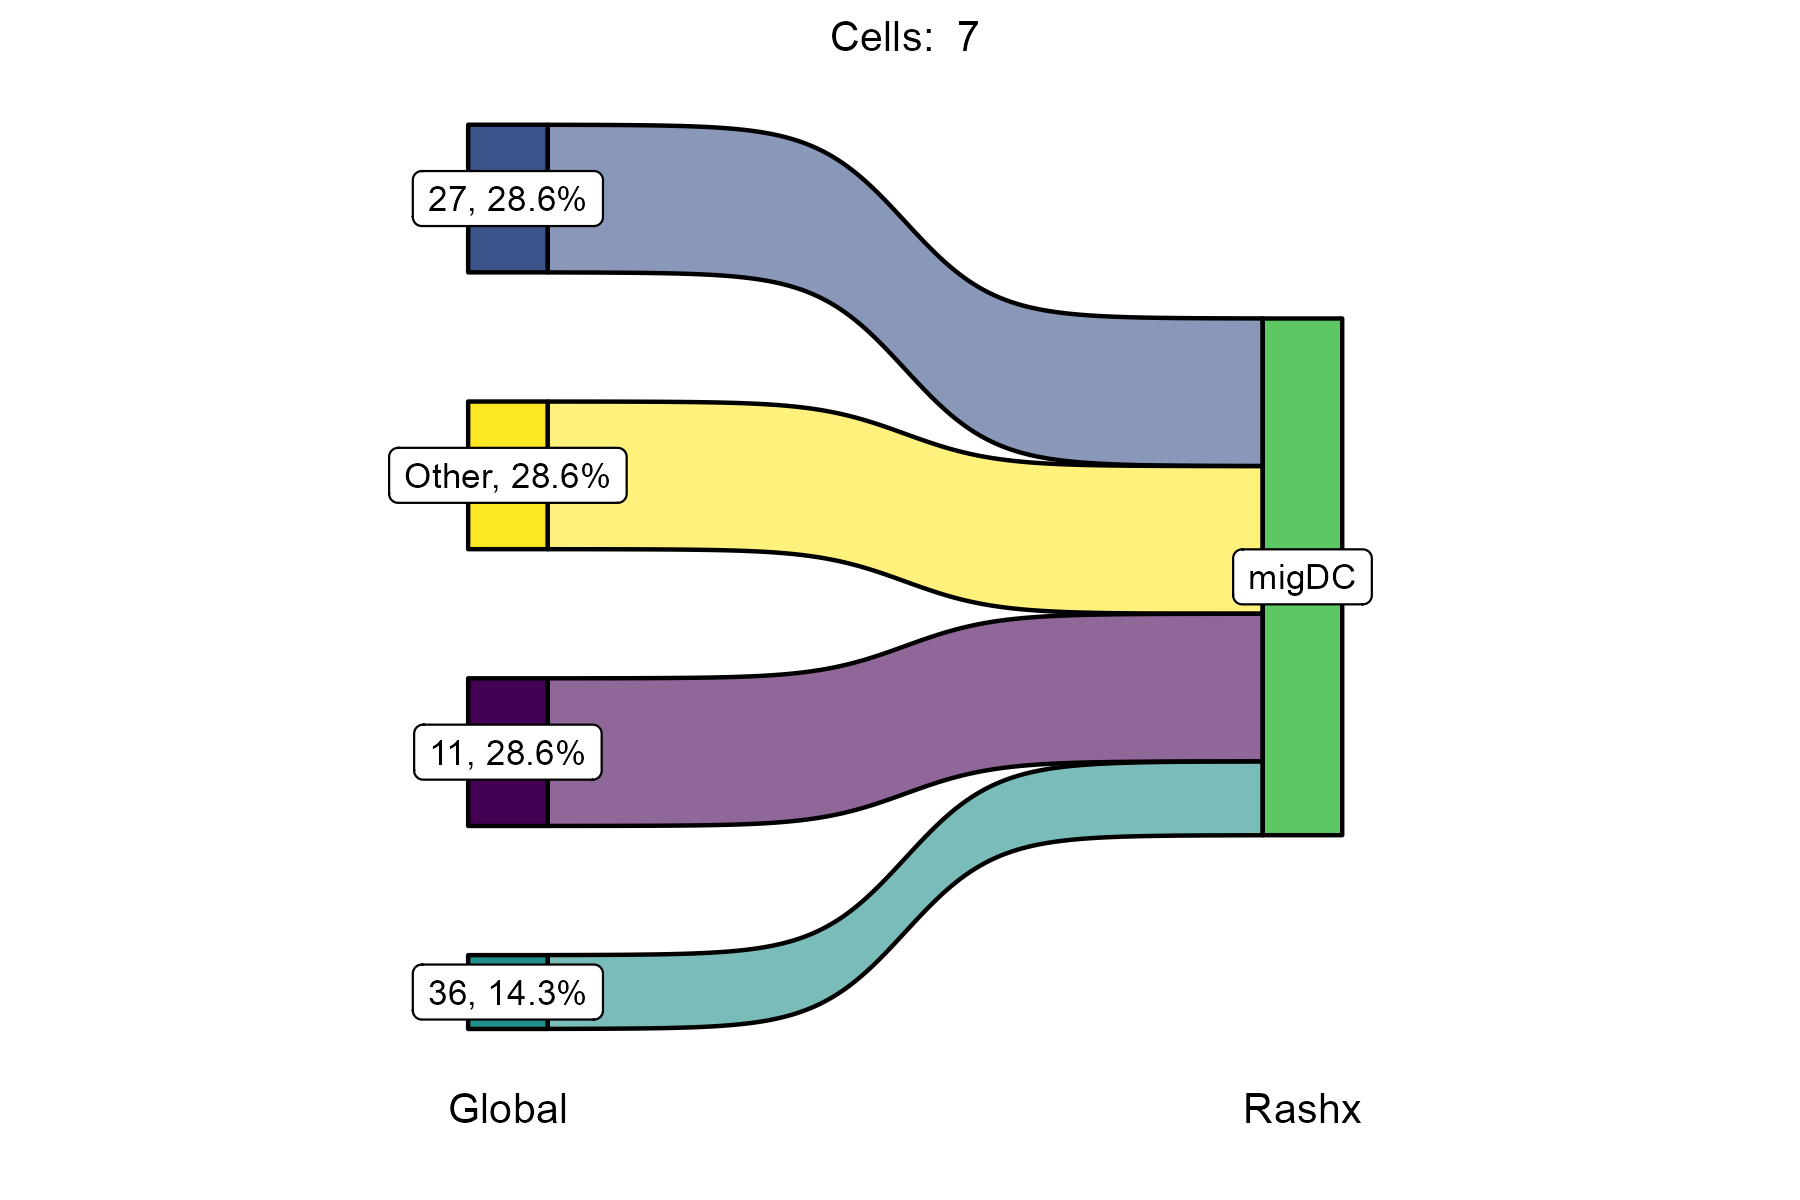 Cells:  7
27, 28.6%
Other, 28.6%
migDC
11, 28.6%
36, 14.3%
Global
Rashx